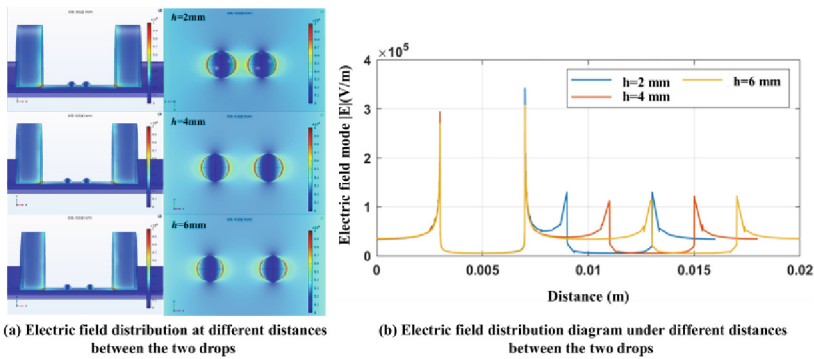 h=2mm
h=4mm
h=6mm
(a) Electric field distribution at different distances
between the two drops
×10⁵
4
3
2
1
0
Electric field mode |E|(V/m)
h=2 mm
h=4 mm
h=6 mm
0
0.005
0.01
0.015
0.02
Distance (m)
(b) Electric field distribution diagram under different distances
between the two drops